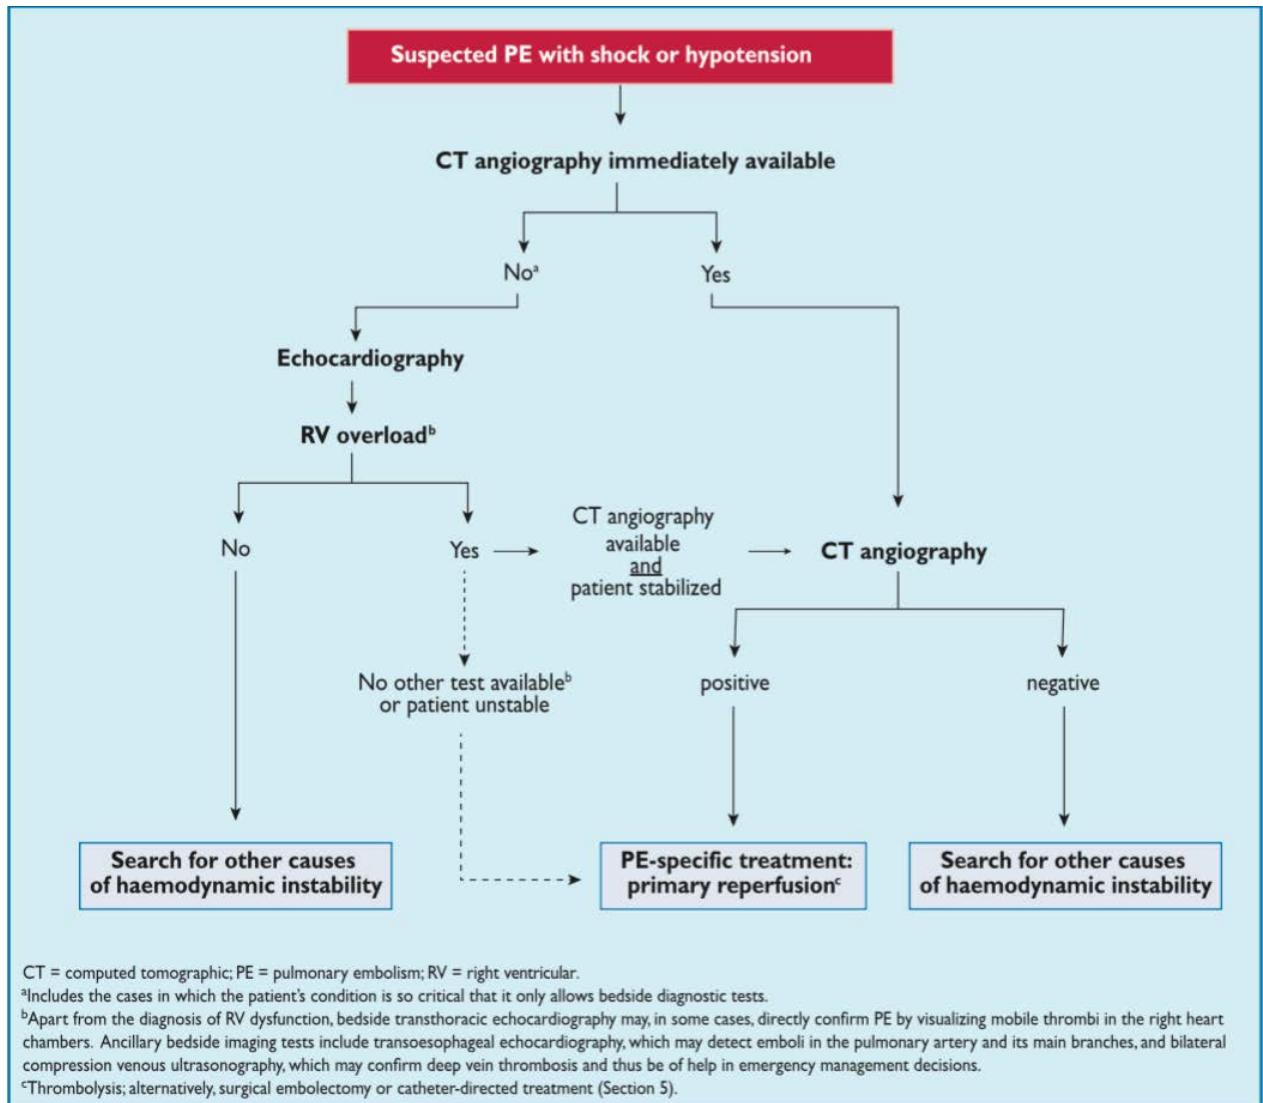 Suspected PE with shock or hypotension
CT angiography immediately available
Noᵃ
Yes
Echocardiography
RV overloadᵇ
No
Yes
CT angiography
available
and
patient stabilized
CT angiography
No other test availableᵇ
or patient unstable
positive
negative
Search for other causes
of haemodynamic instability
PE-specific treatment:
primary reperfusionᶜ
Search for other causes
of haemodynamic instability
CT = computed tomographic; PE = pulmonary embolism; RV = right ventricular.
ᵃIncludes the cases in which the patient's condition is so critical that it only allows bedside diagnostic tests.
ᵇApart from the diagnosis of RV dysfunction, bedside transthoracic echocardiography may, in some cases, directly confirm PE by visualizing mobile thrombi in the right heart
chambers. Ancillary bedside imaging tests include transoesophageal echocardiography, which may detect emboli in the pulmonary artery and its main branches, and bilateral
compression venous ultrasonography, which may confirm deep vein thrombosis and thus be of help in emergency management decisions.
ᶜThrombolysis; alternatively, surgical embolectomy or catheter-directed treatment (Section 5).